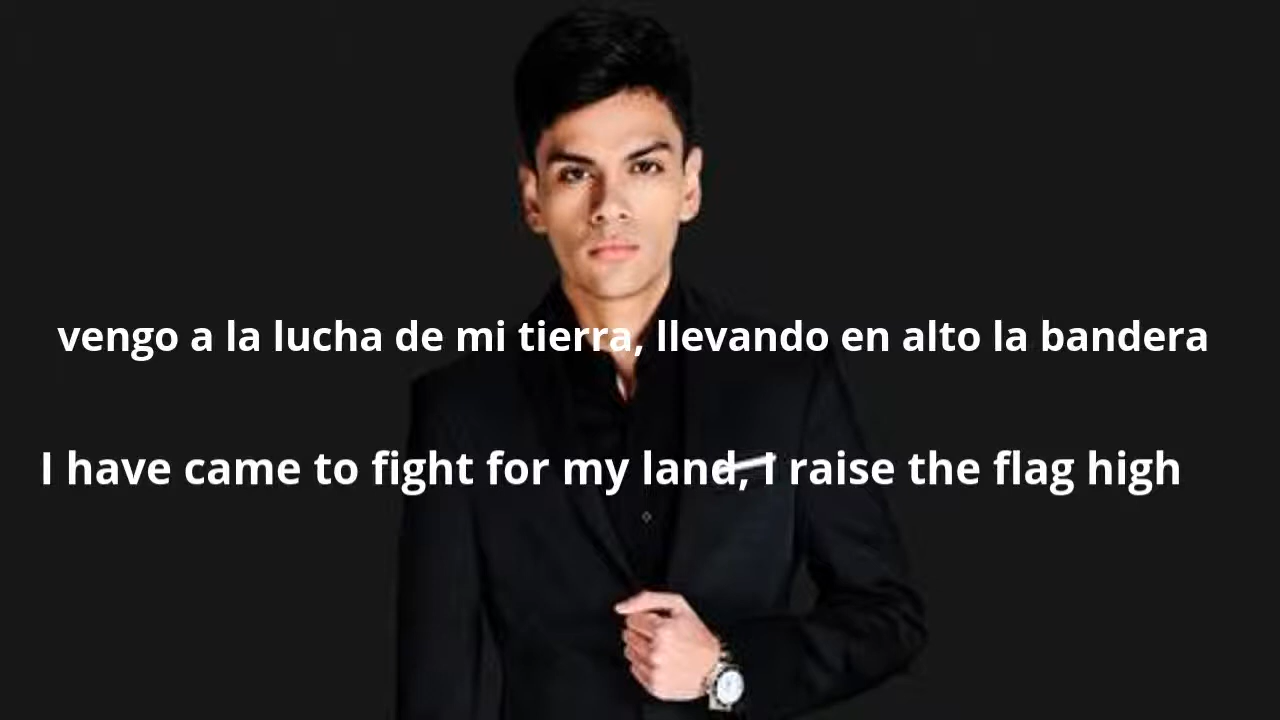 vengo a la lucha de mi tierra, llevando en alto la bandera
I have came to fight for my land, I raise the flag high